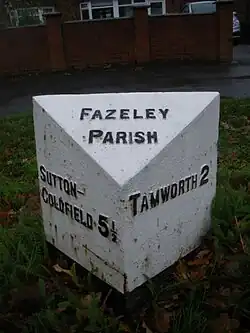 FAZELEY
PARISH
SUTTON-
COLDFIELD·5½
TAMWORTH 2